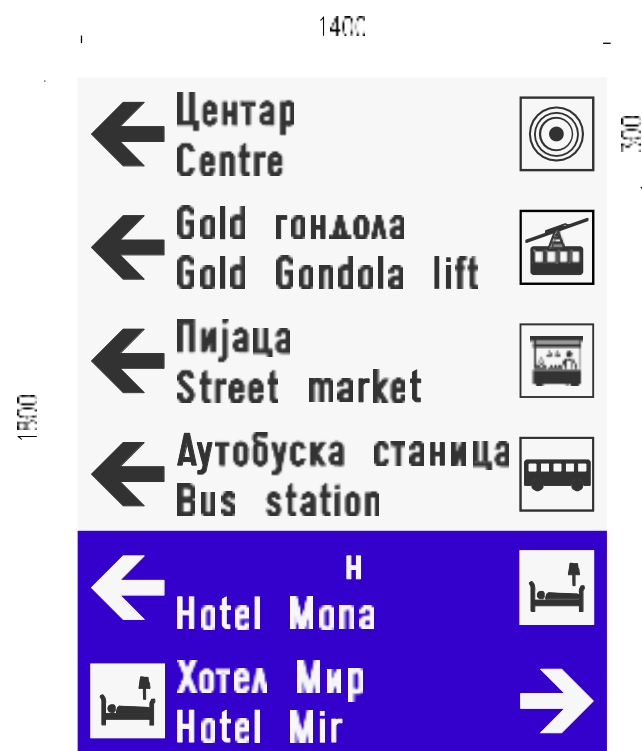 1400
300
Центар
Centre
Gold гондола
Gold Gondola lift
Пијаца
Street market
1800
Аутобуска станица
Bus station
н
Hotel Mona
Хотел Мир
Hotel Mir